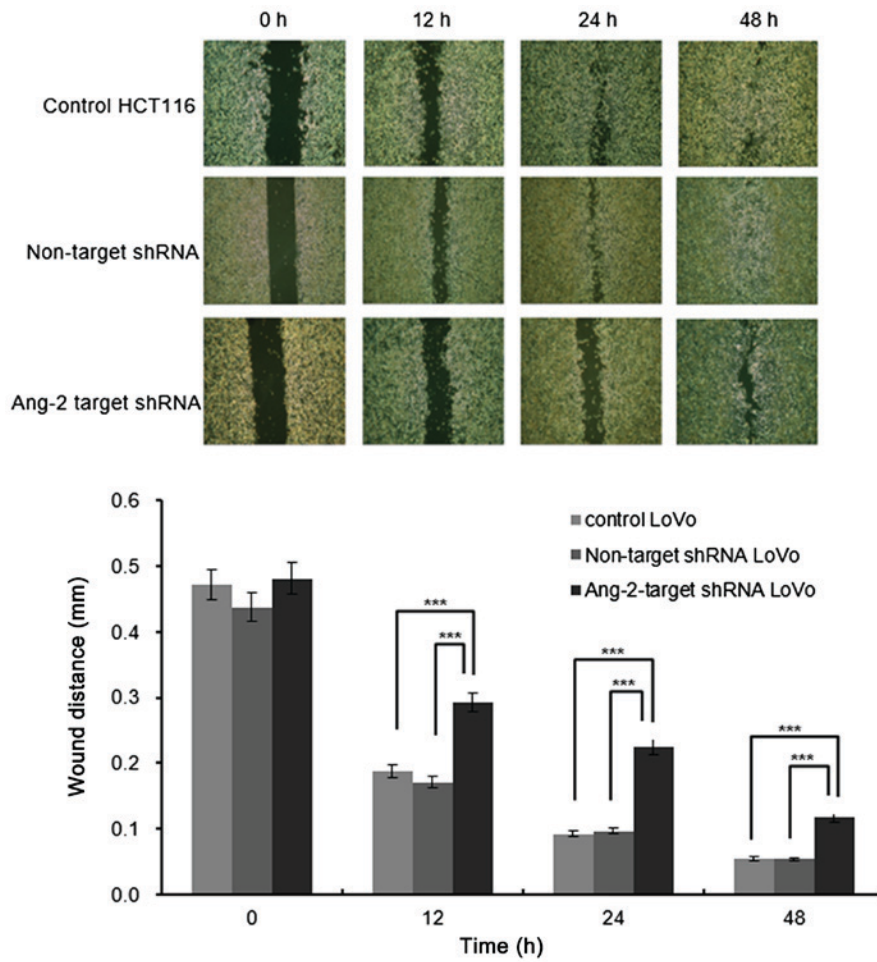 0 h 12 h 24 h 48 h
Control HCT116
Non-target shRNA
Ang-2 target shRNA
0.6
0.5
0.4
0.3
0.2
0.1
0.0
Wound distance (mm)
control LoVo
Non-target shRNA LoVo
Ang-2-target shRNA LoVo
***
***
***
***
***
***
0 12 24 48
Time (h)